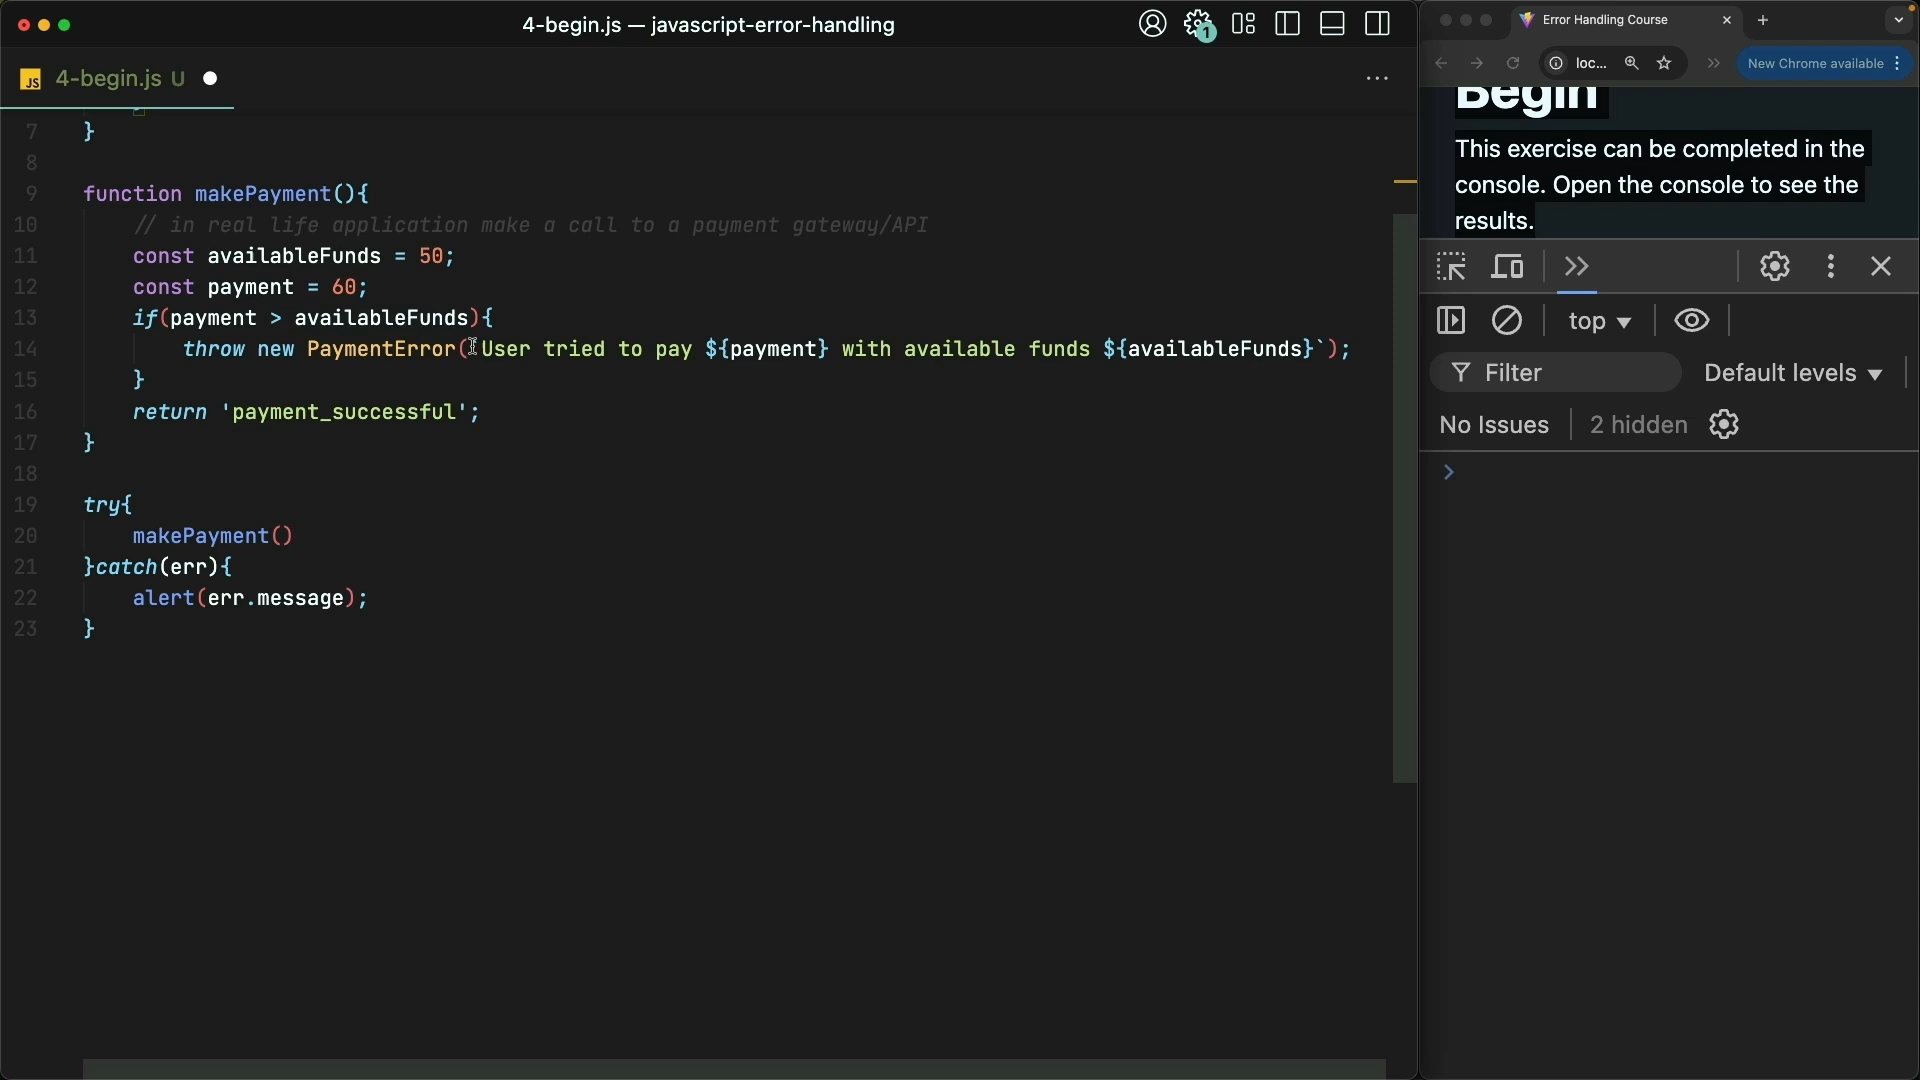 4-begin.js — javascript-error-handling
1
4-begin.js U
7 }
8
9 function makePayment(){
10 // in real life application make a call to a payment gateway/API
11 const availableFunds = 50;
12 const payment = 60;
13 if(payment > availableFunds){
14 throw new PaymentError(`User tried to pay ${payment} with available funds ${availableFunds}`);
15 }
16 return 'payment_successful';
17 }
18
19 try{
20 makePayment()
21 }catch(err){
22 alert(err.message);
23 }
Error Handling Course
loc...
New Chrome available
Begin
This exercise can be completed in the
console. Open the console to see the
results.
top
Filter
Default levels
No Issues
2 hidden